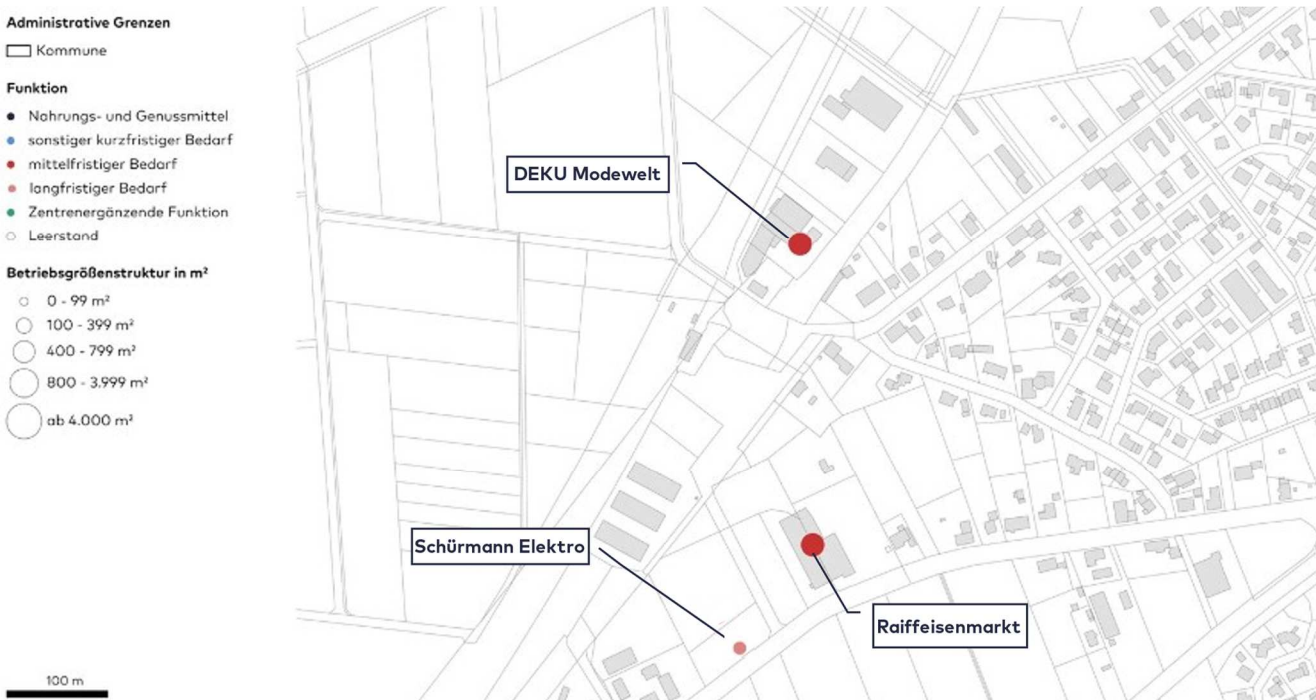 Administrative Grenzen
Kommune
Funktion
Nahrungs- und Genussmittel
sonstiger kurzfristiger Bedarf
mittelfristiger Bedarf
langfristiger Bedarf
Zentrenergänzende Funktion
Leerstand
Betriebsgrößenstruktur in m²
0 - 99 m²
100 - 399 m²
400 - 799 m²
800 - 3.999 m²
ab 4.000 m²
100 m
DEKU Modewelt
Schürmann Elektro
Raiffeisenmarkt